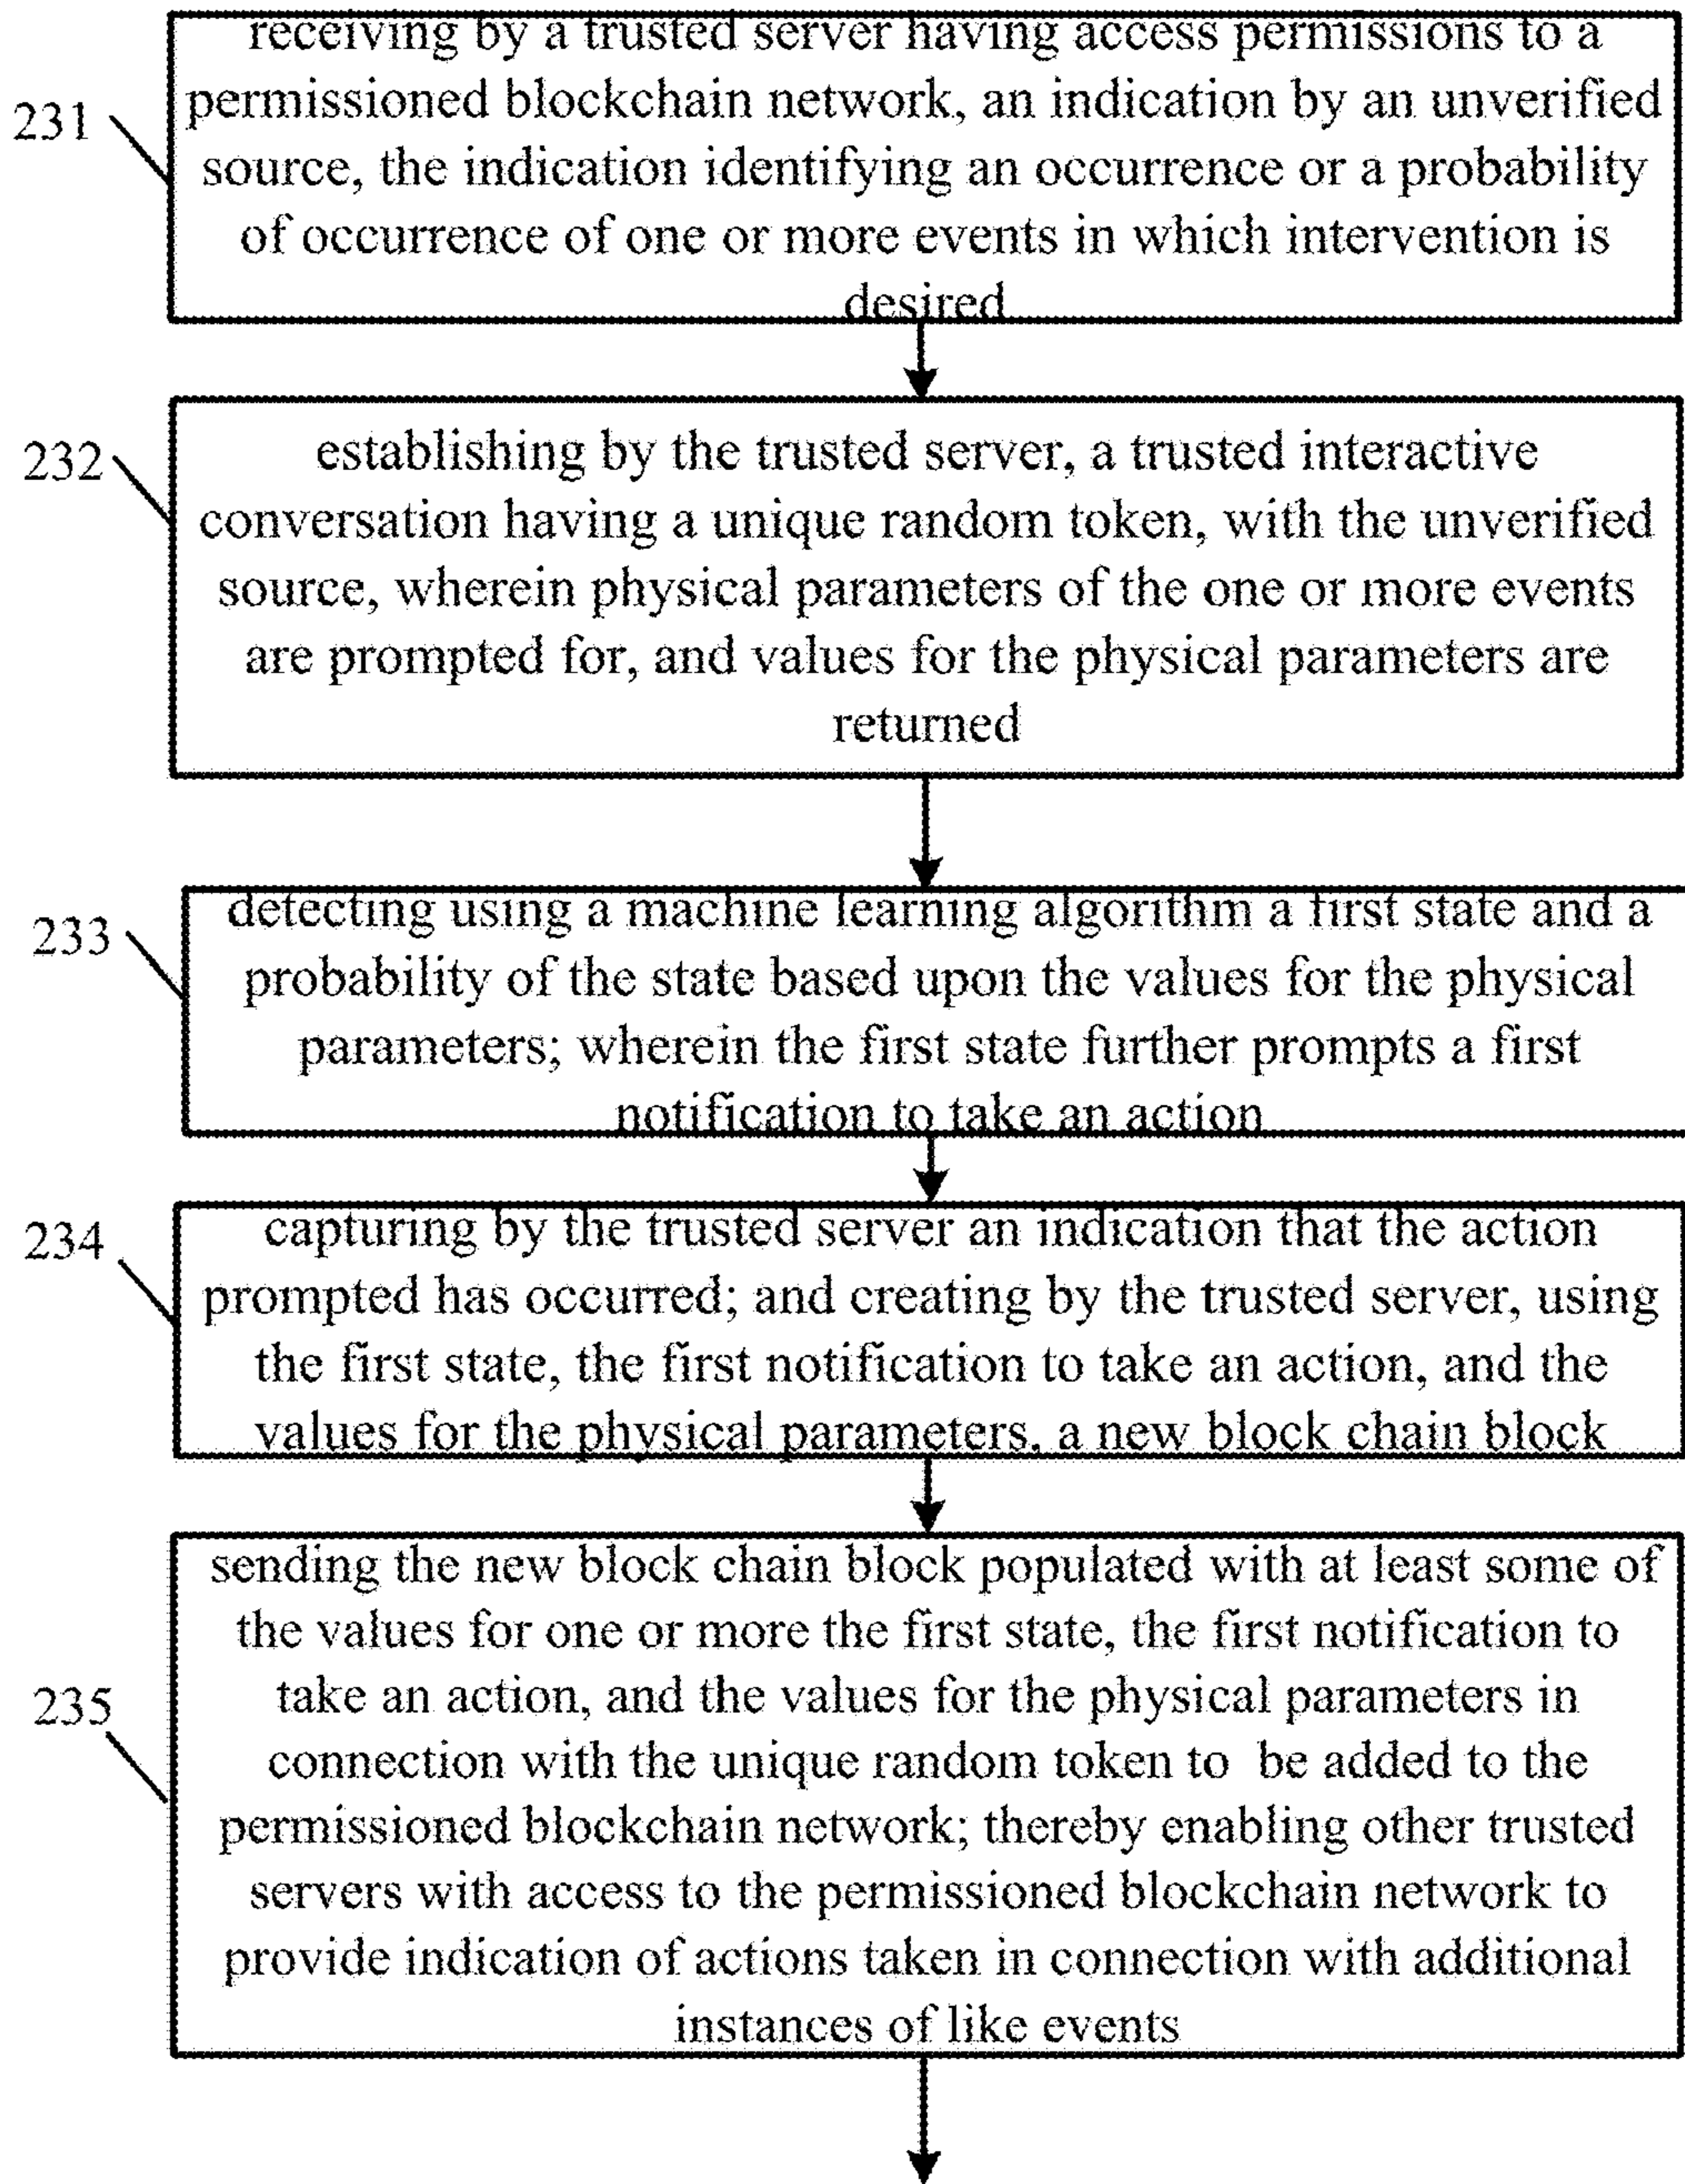 receiving by a trusted server having access permissions to a
231
permissioned blockchain network, an indication by an unverified
source, the indication identifying an occurrence or a probability
of occurrence of one or more events in which intervention is
desired
232
establishing by the trusted server, a trusted interactive
conversation having a unique random token, with the unverified
source, wherein physical parameters of the one or more events
are prompted for, and values for the physical parameters are
returned
233
detecting using a machine learning algorithm a first state and a
probability of the state based upon the values for the physical
parameters; wherein the first state further prompts a first
notification to take an action
234
capturing by the trusted server an indication that the action
prompted has occurred; and creating by the trusted server, using
the first state, the first notification to take an action, and the
values for the physical parameters, a new block chain block
235
sending the new block chain block populated with at least some of
the values for one or more the first state, the first notification to
take an action, and the values for the physical parameters in
connection with the unique random token to be added to the
permissioned blockchain network; thereby enabling other trusted
servers with access to the permissioned blockchain network to
provide indication of actions taken in connection with additional
instances of like events